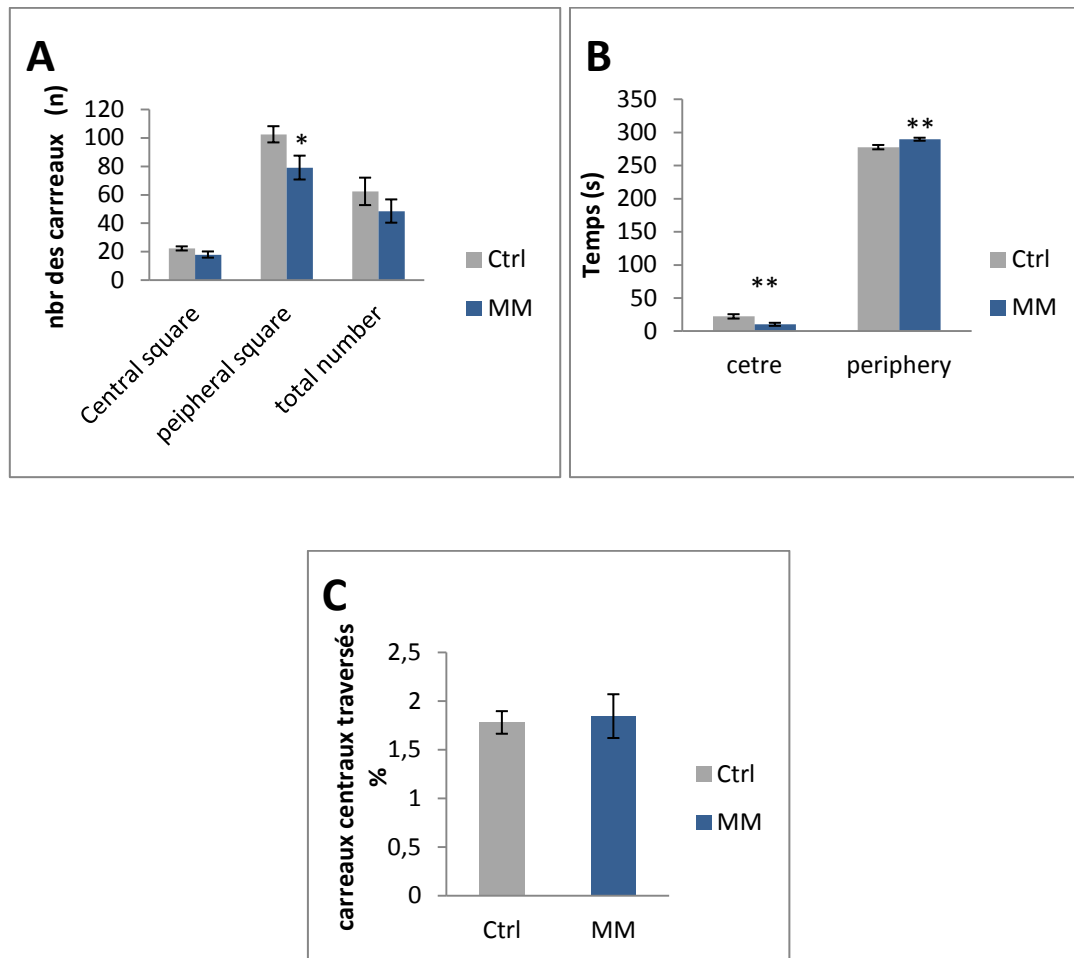 A
nbr des carrreaux (n)
120
100
80
60
40
20
0
*
Central square
peipheral square
total number
Ctrl
MM
B
Temps (s)
350
300
250
200
150
100
50
0
**
**
cetre
periphery
Ctrl
MM
C
carreaux centraux traversés
%
2,5
2
1,5
1
0,5
0
Ctrl
MM
Ctrl
MM